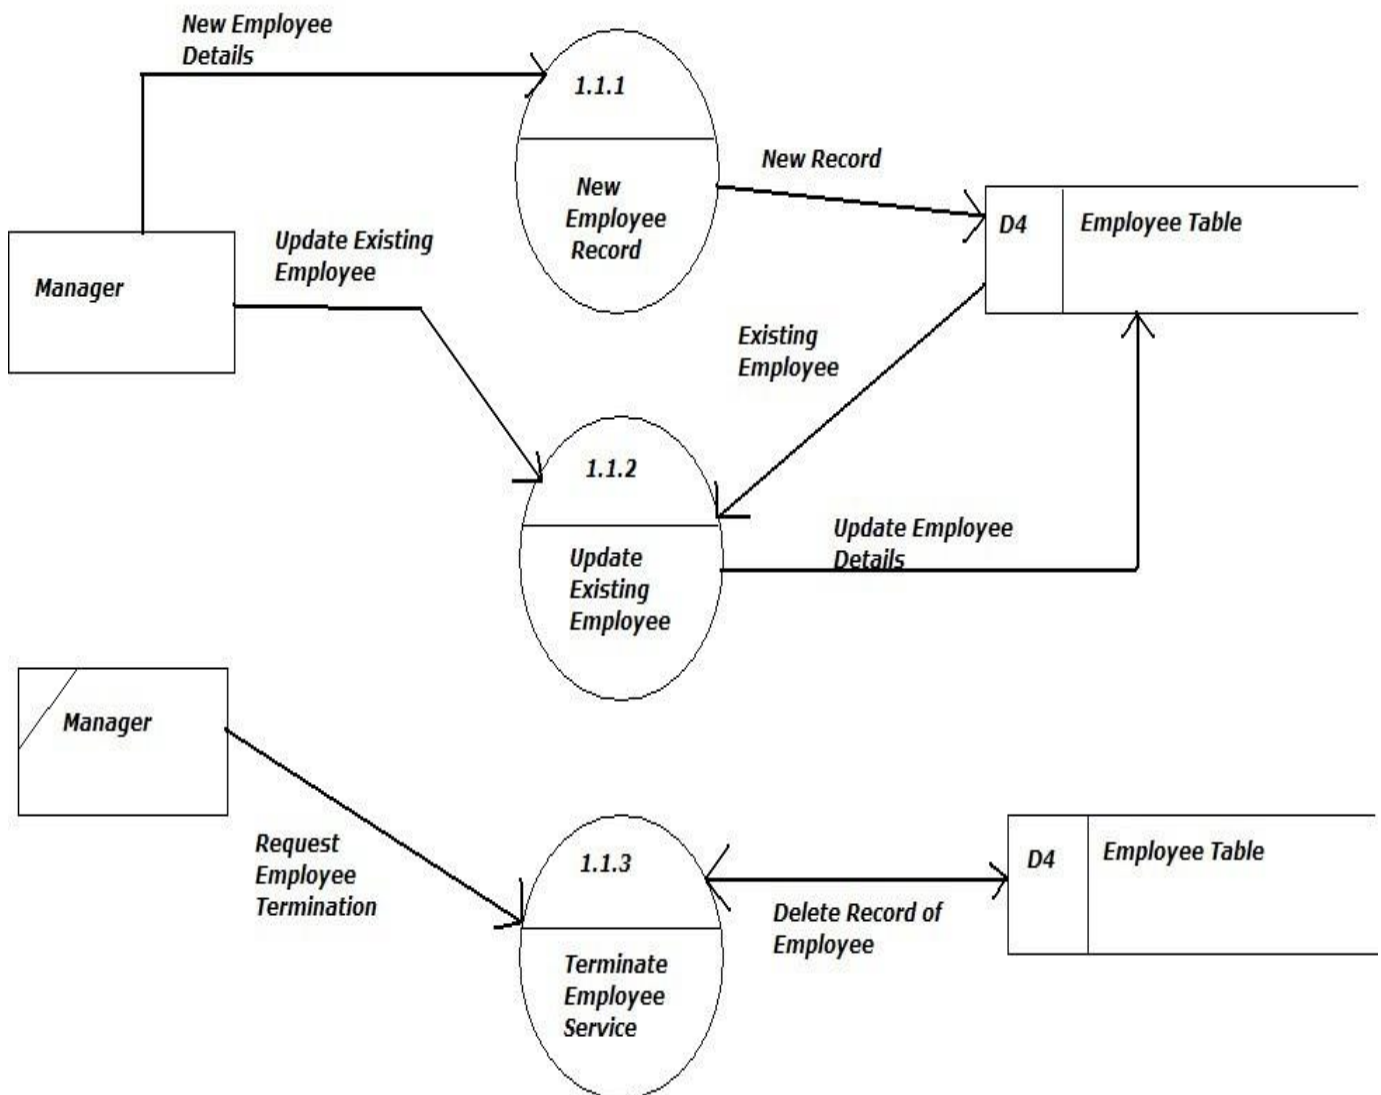 New Employee
Details
1.1.1
New
Employee
Record
New Record
D4
Employee Table
Manager
Update Existing
Employee
Existing
Employee
1.1.2
Update
Existing
Employee
Update Employee
Details
Manager
Request
Employee
Termination
1.1.3
Terminate
Employee
Service
Delete Record of
Employee
D4
Employee Table